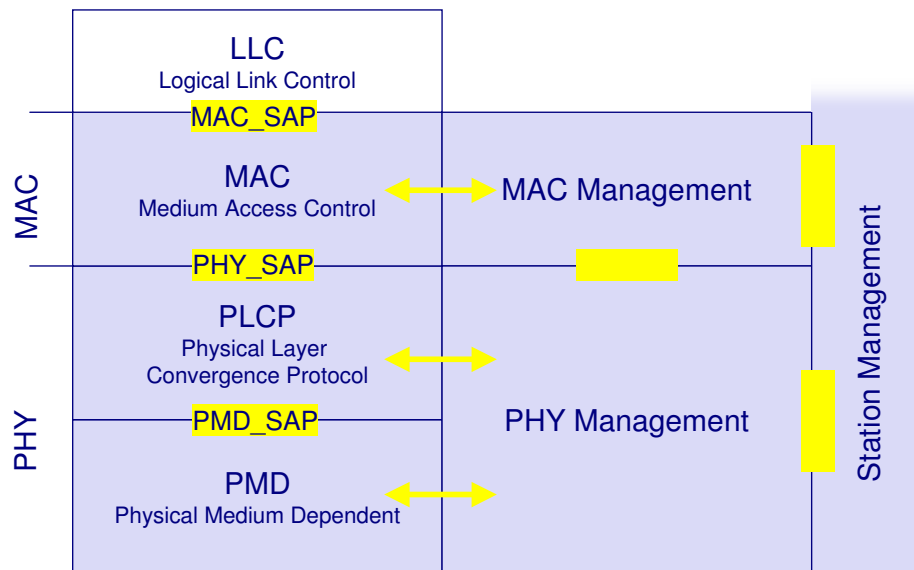 LLC
Logical Link Control
MAC_SAP
MAC
MAC
Medium Access Control
MAC Management
PHY_SAP
PLCP
Physical Layer
Convergence Protocol
PHY
PMD_SAP
PHY Management
PMD
Physical Medium Dependent
Station Management